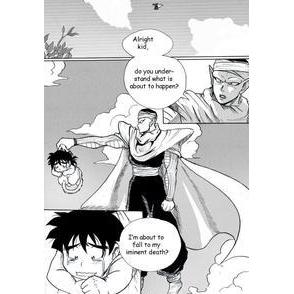 Alright
kid,
do you under-
stand what is
about to happen?
I'm about to
fall to my
iminent death?